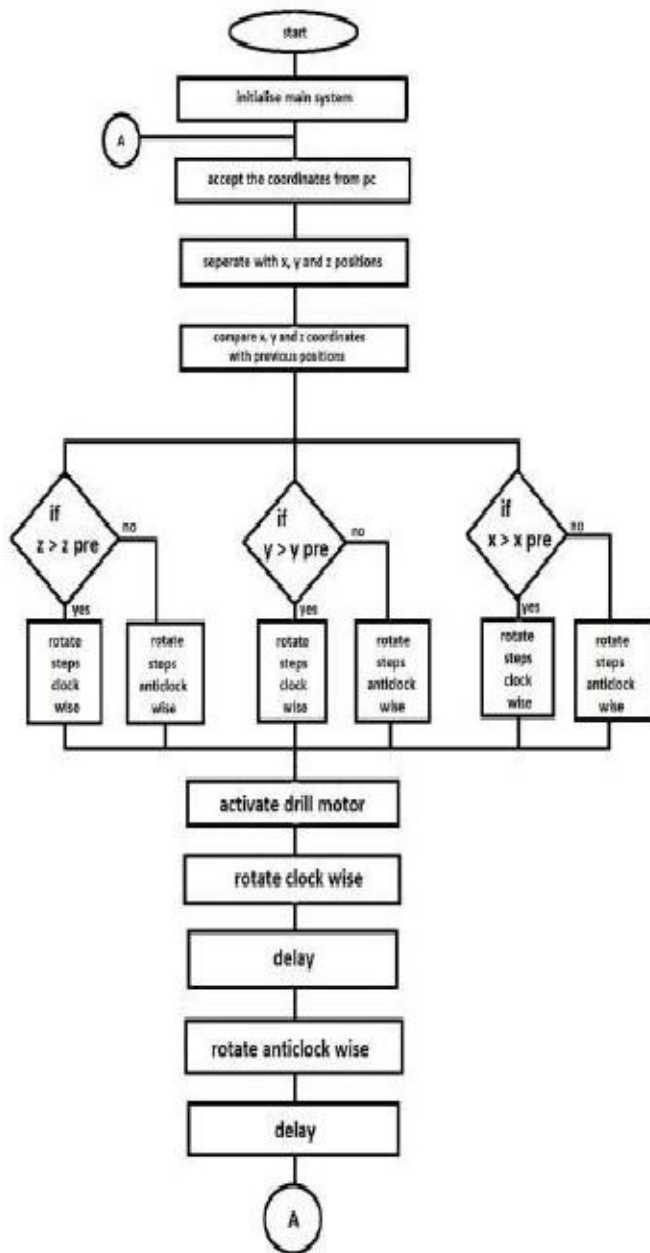 start
initialise main system
A
accept the coordinates from pc
seperate with x, y and z positions
compare x, y and z coordinates
with previous positions
if
z > z pre
no
yes
rotate
steps
clock
wise
rotate
steps
anticlock
wise
if
y > y pre
no
yes
rotate
steps
clock
wise
rotate
steps
anticlock
wise
if
x > x pre
no
yes
rotate
steps
clock
wise
rotate
steps
anticlock
wise
activate drill motor
rotate clock wise
delay
rotate anticlock wise
delay
A